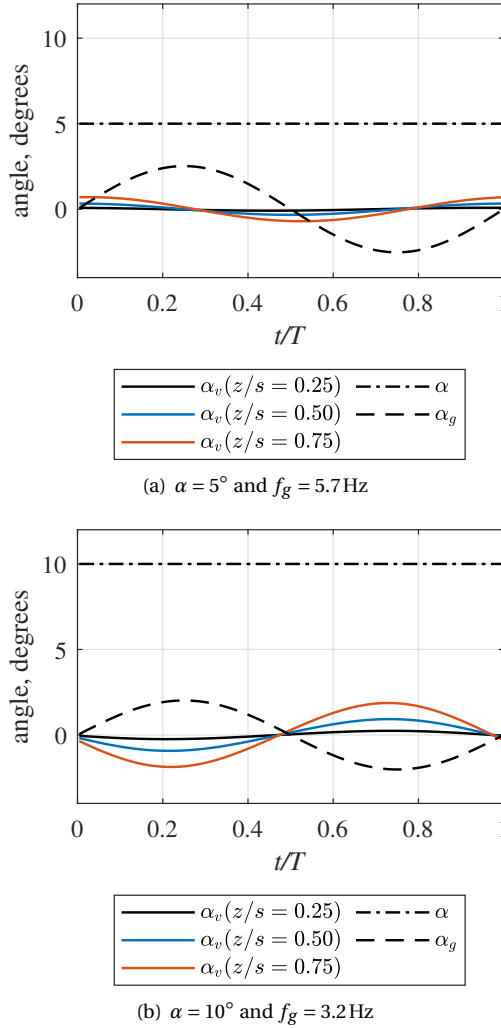 10
5
0
angle, degrees
0 0.2 0.4 0.6 0.8 1
t/T
α_v(z/s = 0.25) α
α_v(z/s = 0.50) α_g
α_v(z/s = 0.75)
(a) α = 5° and f_g = 5.7 Hz
10
5
0
angle, degrees
0 0.2 0.4 0.6 0.8 1
t/T
α_v(z/s = 0.25) α
α_v(z/s = 0.50) α_g
α_v(z/s = 0.75)
(b) α = 10° and f_g = 3.2 Hz